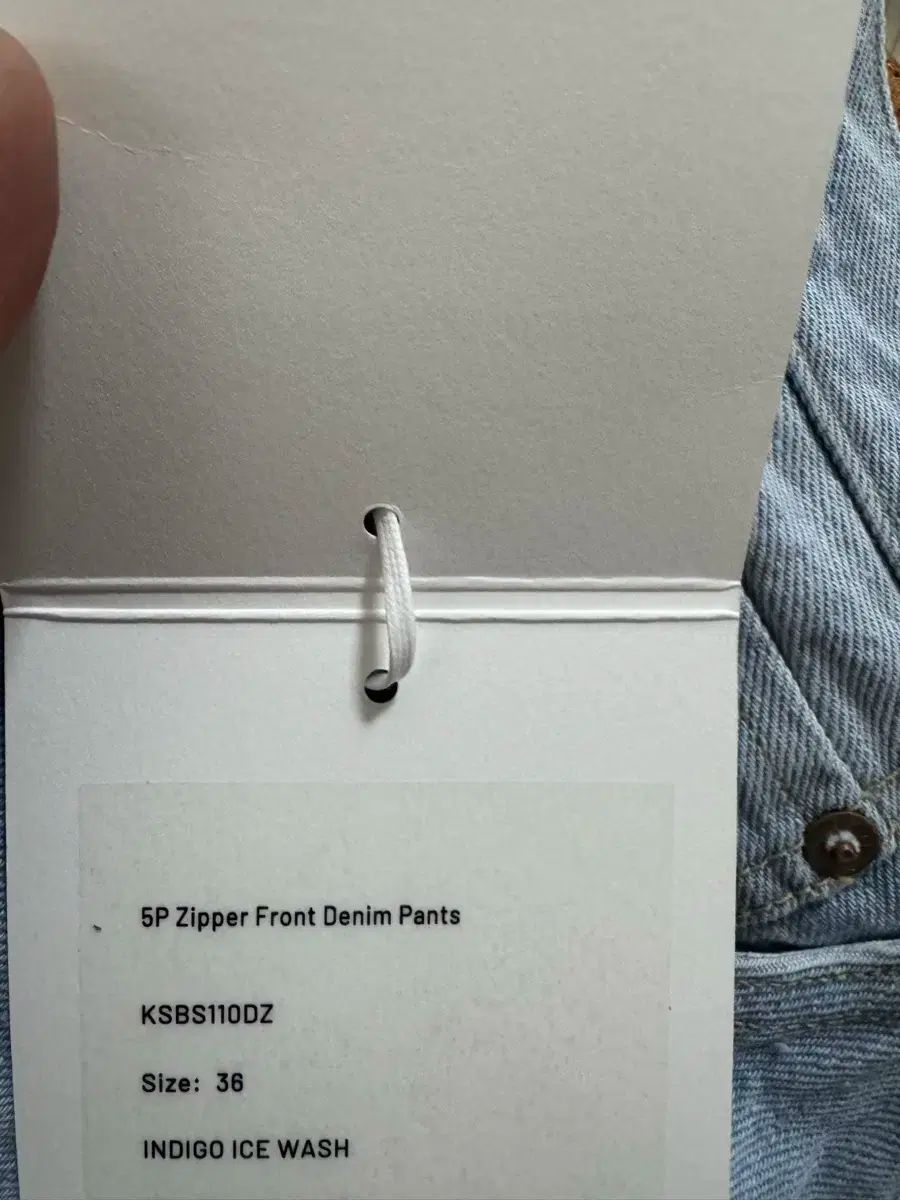 5P Zipper Front Denim Pants
KSBS110DZ
Size: 36
INDIGO ICE WASH